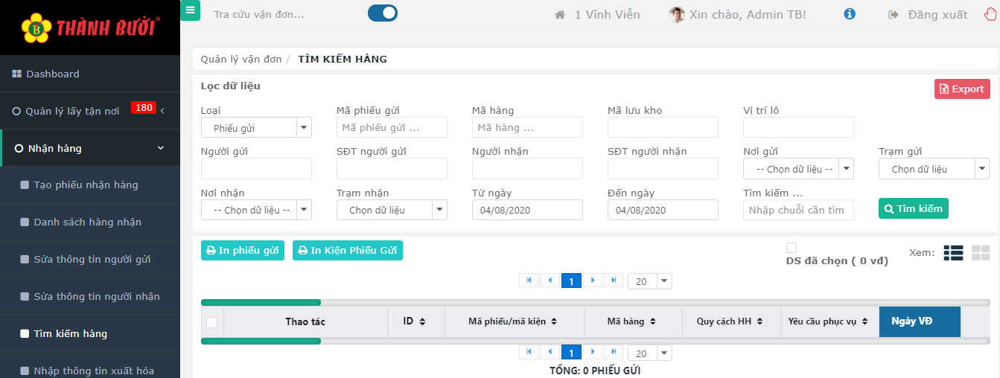 THÀNH BƯỞI®
Tra cứu vận đơn...
1 Vĩnh Viễn
Xin chào, Admin TB!
Đăng xuất
Dashboard
Quản lý lấy tận nơi 180
Nhận hàng
Tạo phiếu nhận hàng
Danh sách hàng nhận
Sửa thông tin người gửi
Sửa thông tin người nhận
Tìm kiếm hàng
Nhập thông tin xuất hóa
Quản lý vận đơn / TÌM KIẾM HÀNG
Lọc dữ liệu
Export
Loại Mã phiếu gửi Mã hàng Mã lưu kho Vị trí lô
Phiếu gửi Mã phiếu gửi ... Mã hàng ...
Người gửi SĐT người gửi Người nhận SĐT người nhận Nơi gửi Trạm gửi
-- Chọn dữ liệu -- Chọn dữ liệu
Nơi nhận Trạm nhận Từ ngày Đến ngày Tìm kiếm ...
-- Chọn dữ liệu -- Chọn dữ liệu 04/08/2020 04/08/2020 Nhập chuỗi cần tìm Tìm kiếm
In phiếu gửi In Kiện Phiếu Gửi
DS đã chọn ( 0 vđ)
Xem:
1 20
Thao tác ID Mã phiếu/mã kiện Mã hàng Quy cách HH Yêu cầu phục vụ Ngày VĐ
1 20
TỔNG: 0 PHIẾU GỬI